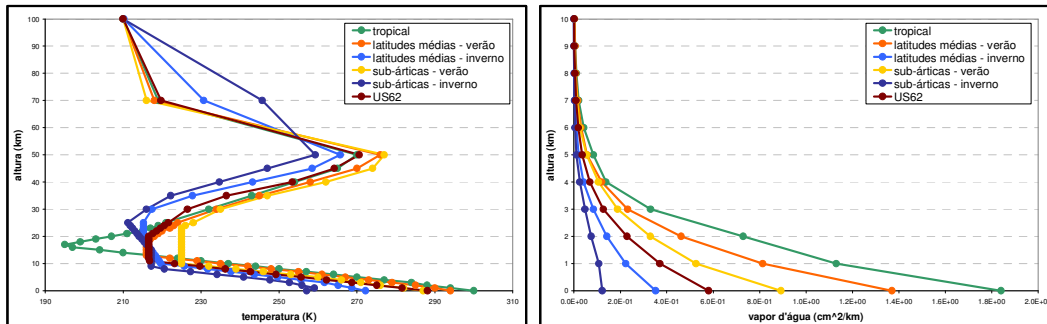 100
90
80
70
60
50
40
30
20
10
0
altura (km)
tropical
latitudes médias - verão
latitudes médias - inverno
sub-árticas - verão
sub-árticas - inverno
US62
190
210
230
250
270
290
310
temperatura (K)
10
9
8
7
6
5
4
3
2
1
0
altura (km)
tropical
latitudes médias - verão
latitudes médias - inverno
sub-árticas - verão
sub-árticas - inverno
US62
0.0E+00
2.0E-01
4.0E-01
6.0E-01
8.0E-01
1.0E+00
1.2E+00
1.4E+00
1.6E+00
1.8E+00
2.0E+00
vapor d'água (cm^2/km)